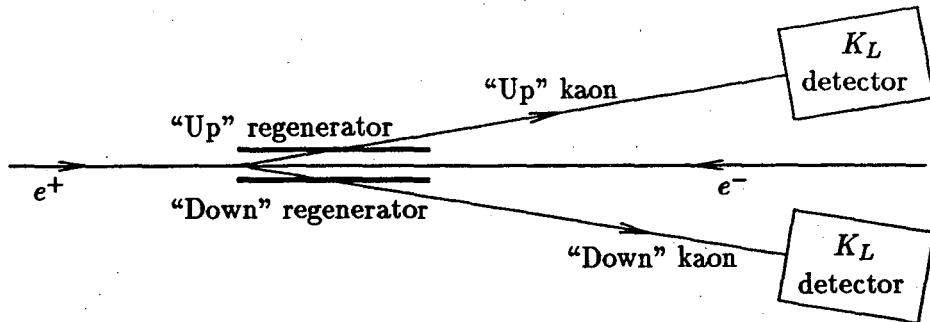 K_L
detector
“Up” kaon
“Up” regenerator
e⁺
e⁻
“Down” regenerator
“Down” kaon
K_L
detector